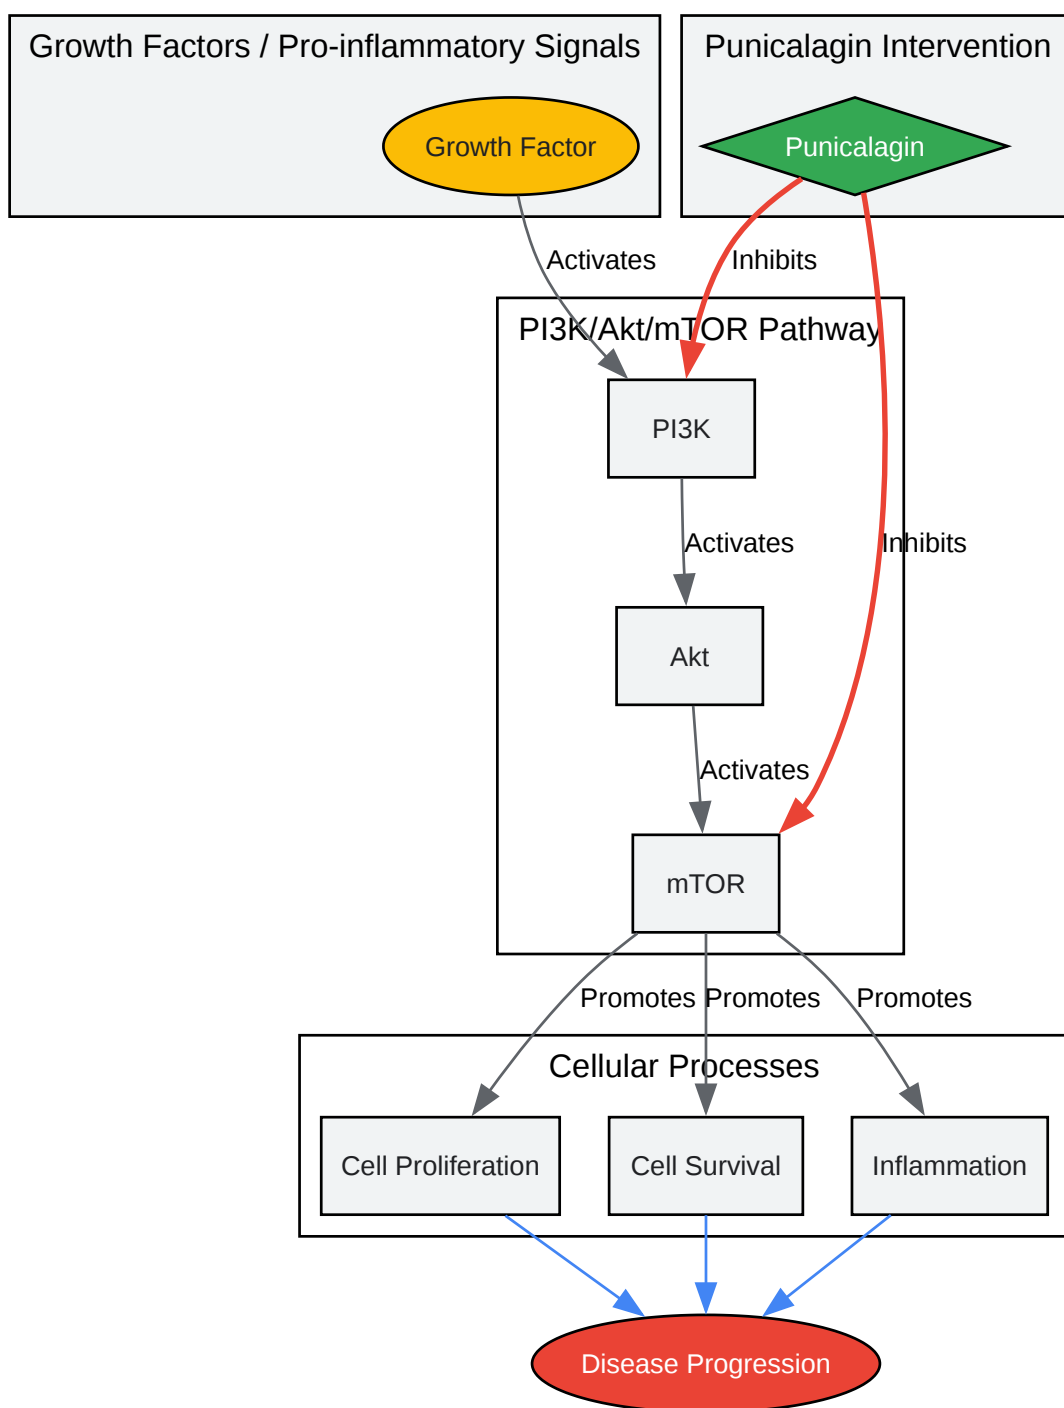 Growth Factors / Pro-inflammatory Signals
Punicalagin Intervention
Growth Factor
Punicalagin
Activates
Inhibits
PI3K/Akt/mTOR Pathway
PI3K
Activates
Inhibits
Akt
Activates
mTOR
Promotes
Promotes
Promotes
Cellular Processes
Cell Proliferation
Cell Survival
Inflammation
Disease Progression